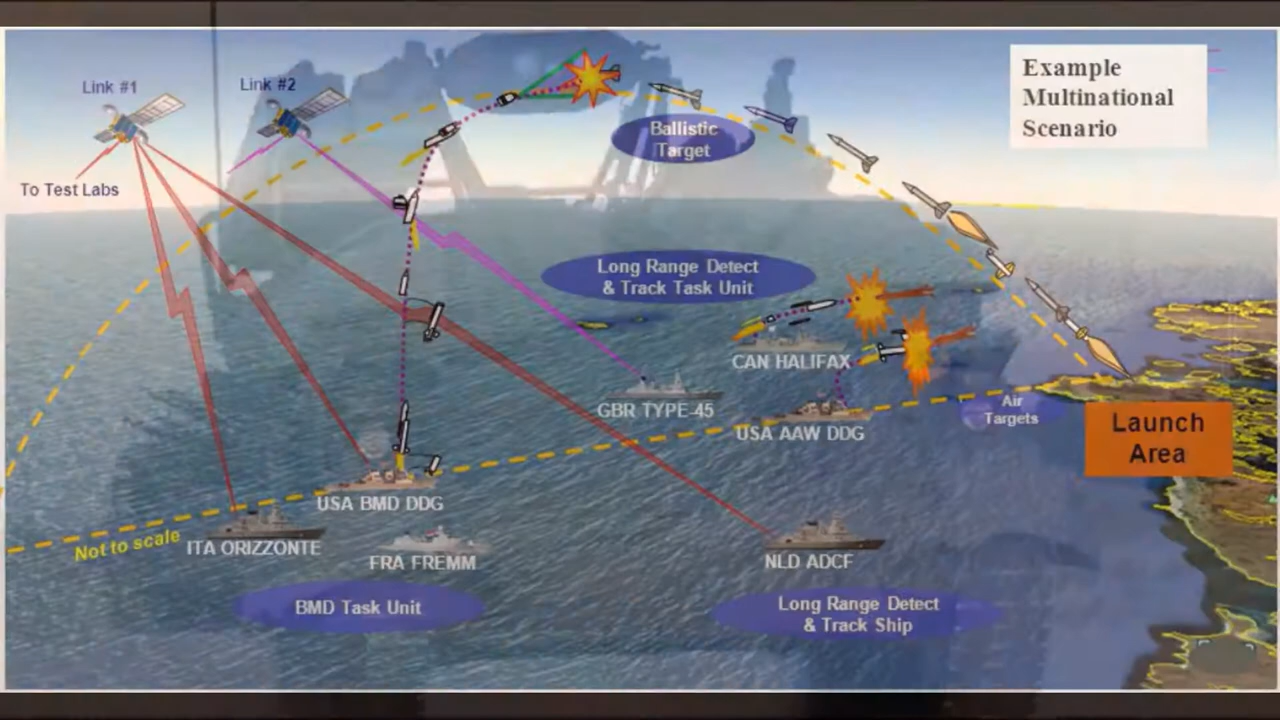 Example
Multinational
Scenario
Link #1
Link #2
To Test Labs
Ballistic
Target
Long Range Detect
& Track Task Unit
CAN HALIFAX
GBR TYPE-45
USA AAW DDG
Air
Targets
Launch
Area
USA BMD DDG
Not to scale
ITA ORIZZONTE
FRA FREMM
NLD ADCF
BMD Task Unit
Long Range Detect
& Track Ship